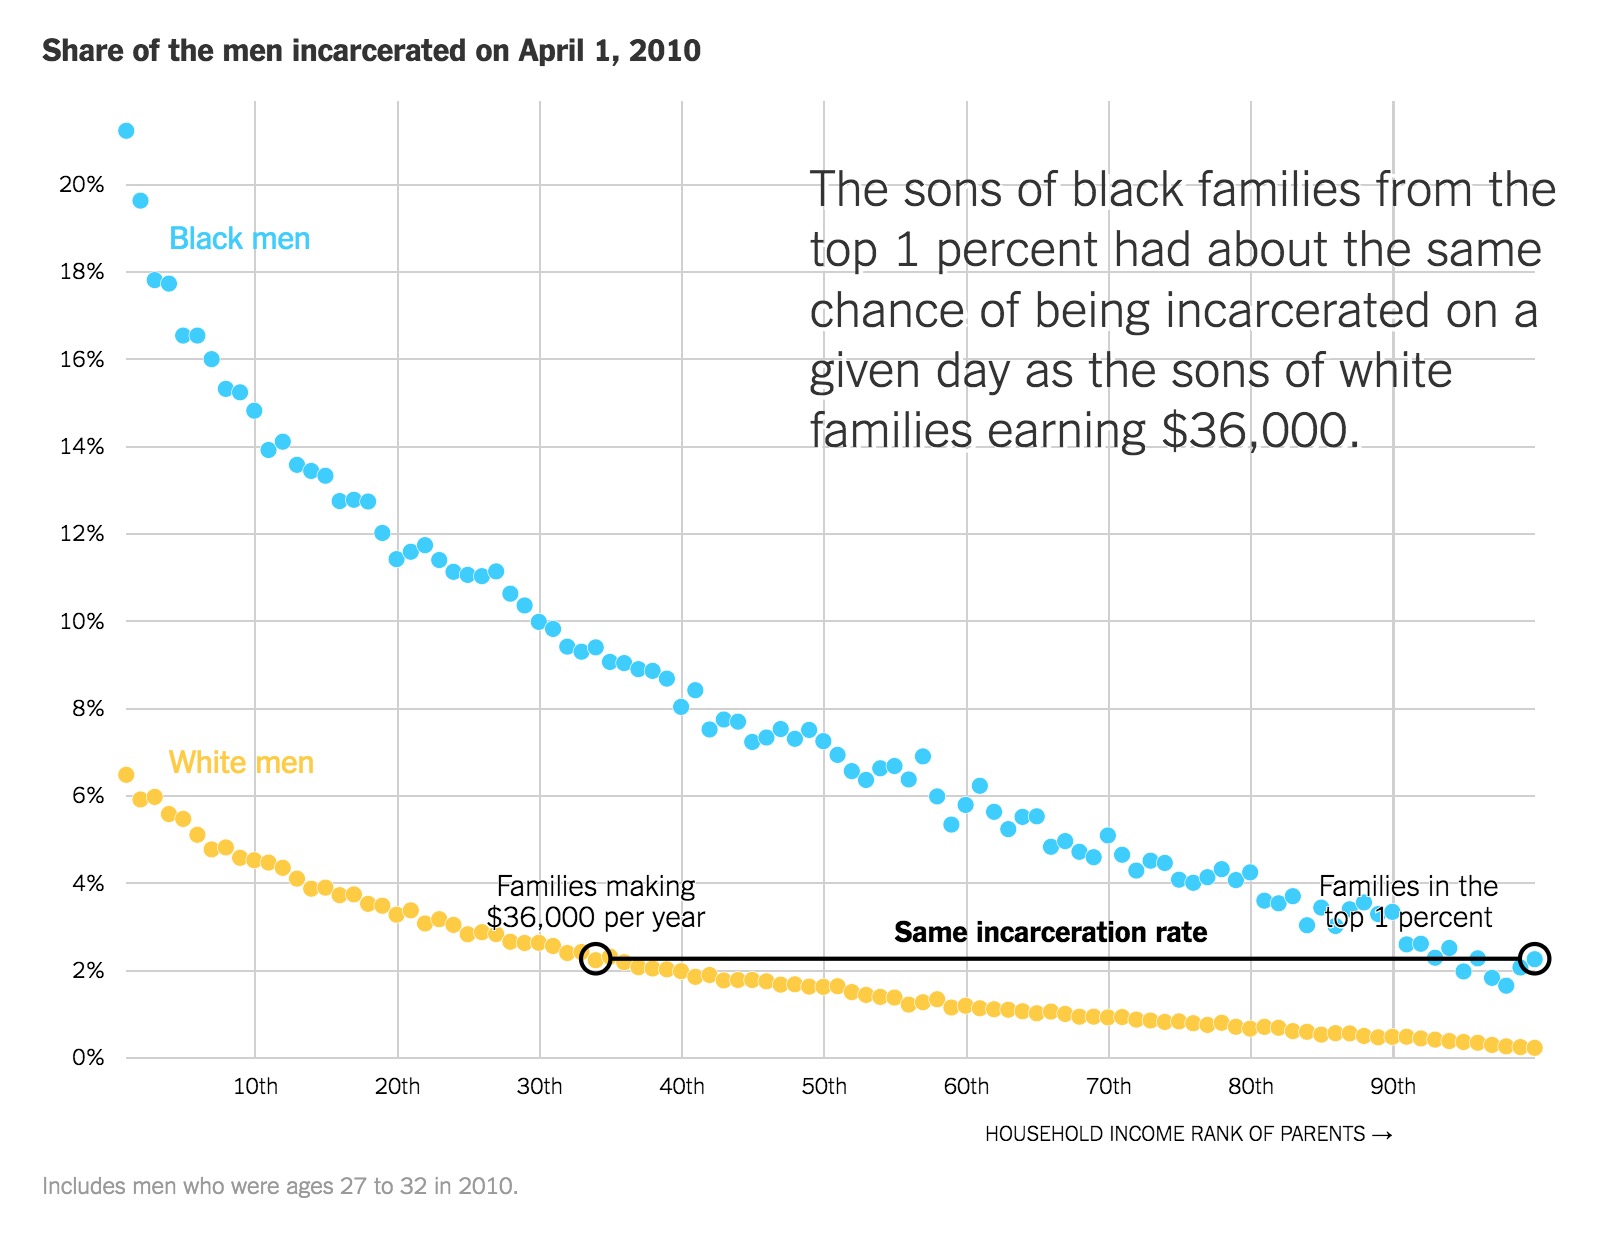 Share of the men incarcerated on April 1, 2010
The sons of black families from the
top 1 percent had about the same
chance of being incarcerated on a
given day as the sons of white
families earning $36,000.
20%
18%
16%
14%
12%
10%
8%
6%
4%
2%
0%
Black men
White men
Families making
$36,000 per year
Same incarceration rate
Families in the
top 1 percent
10th
20th
30th
40th
50th
60th
70th
80th
90th
HOUSEHOLD INCOME RANK OF PARENTS →
Includes men who were ages 27 to 32 in 2010.